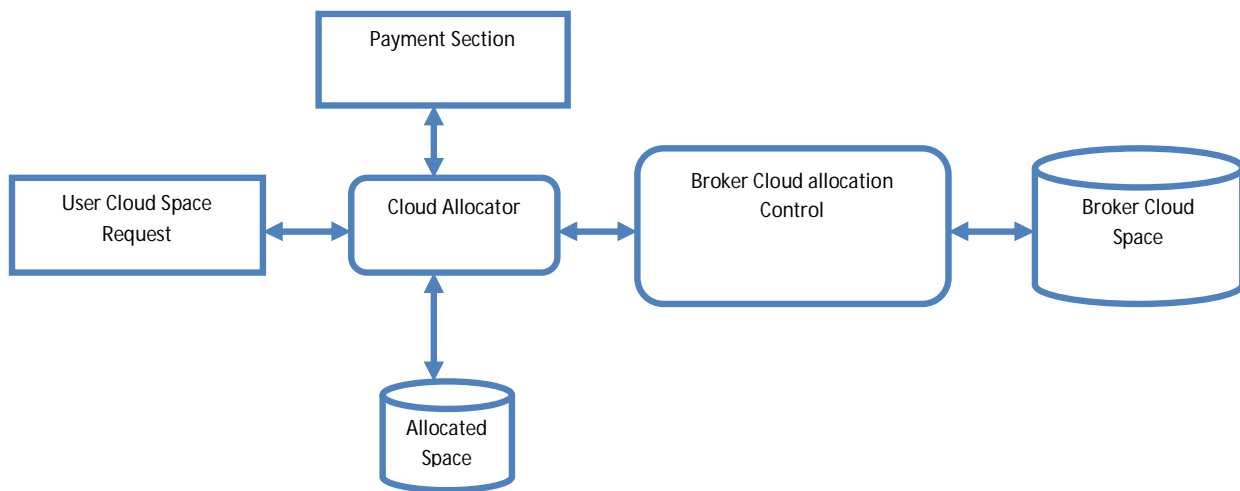 Payment Section
User Cloud Space
Request
Cloud Allocator
Broker Cloud allocation
Control
Broker Cloud
Space
Allocated
Space